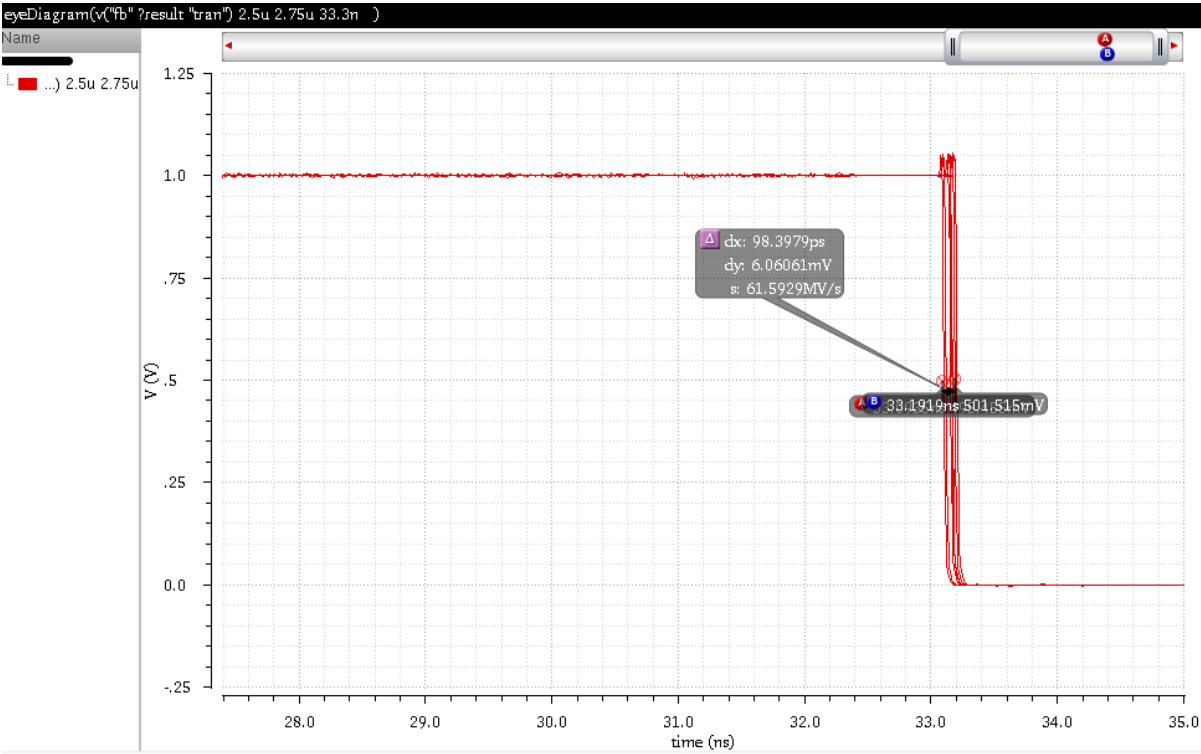 eyeDiagram(v("fb" ?result "tran") 2.5u 2.75u 33.3n )
Name
...) 2.5u 2.75u
A
B
1.25
1.0
.75
.5
.25
0.0
-.25
V (V)
Δ dx: 98.3979ps
dy: 6.06061mV
s: 61.5929MV/s
A B 33.1919ns 501.515mV
28.0 29.0 30.0 31.0 32.0 33.0 34.0 35.0
time (ns)